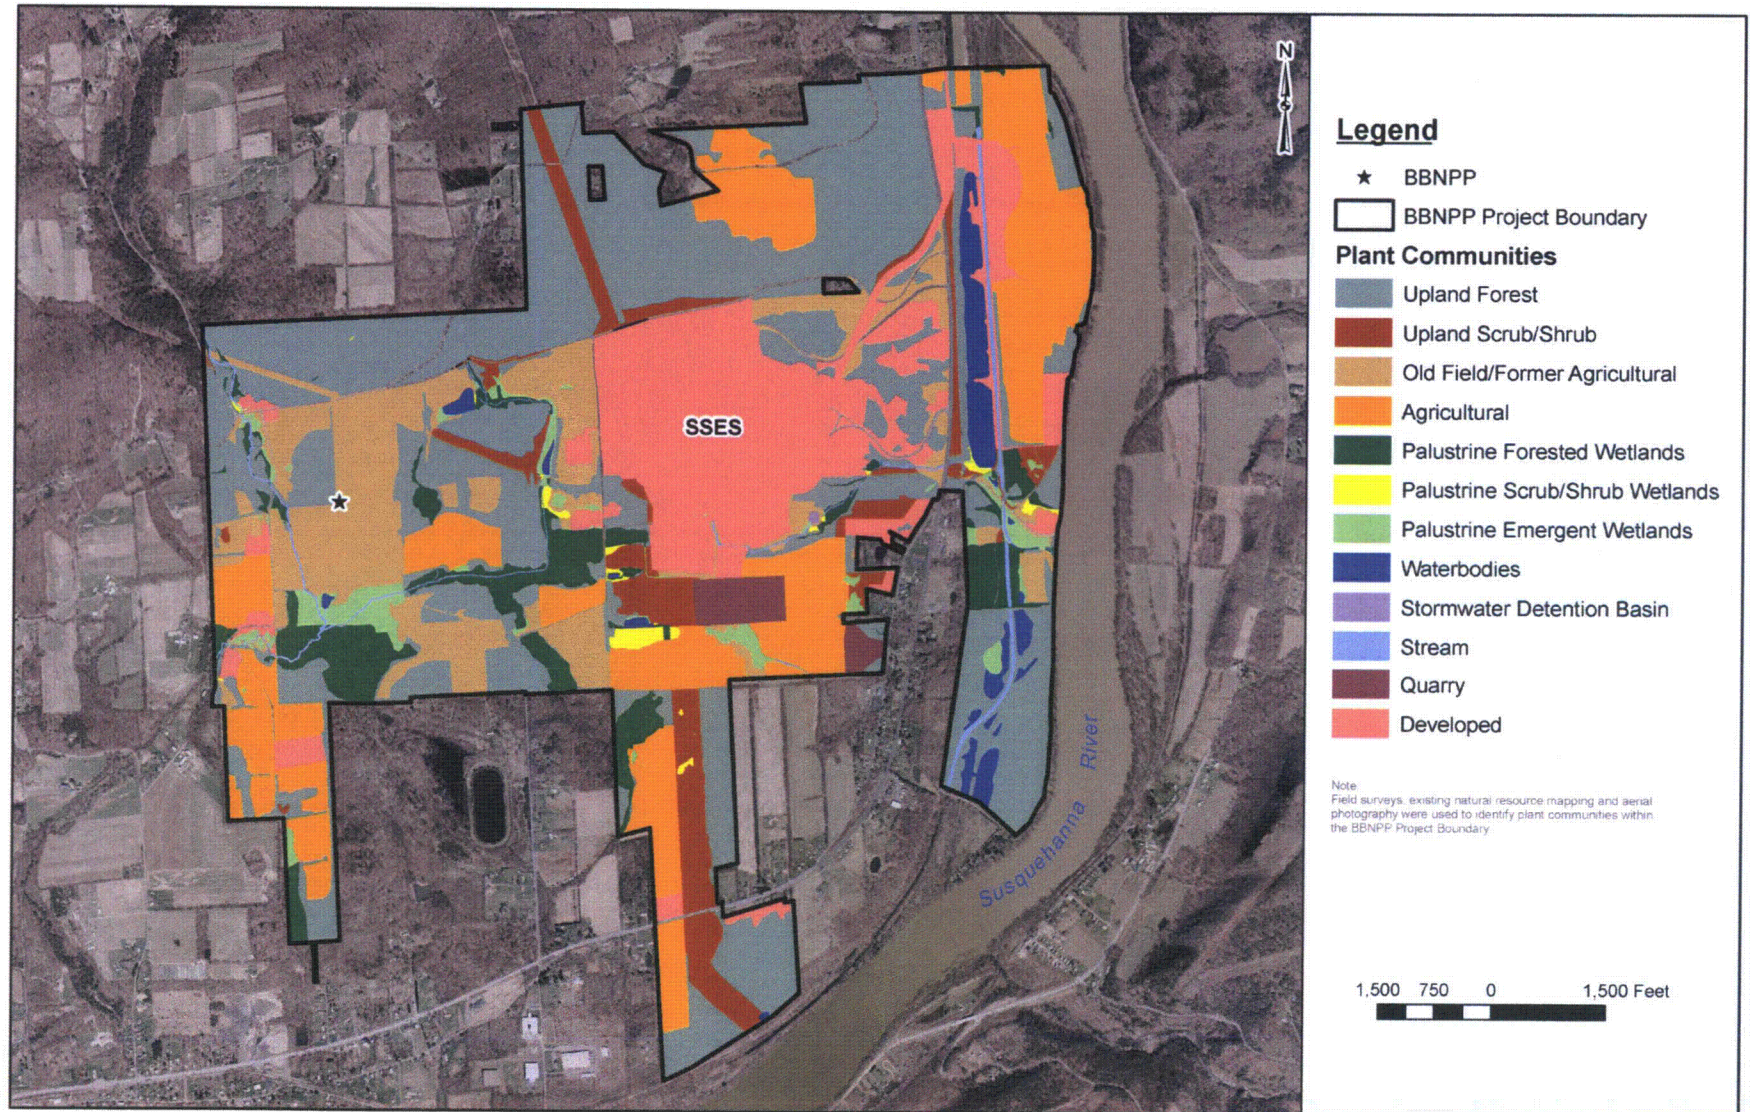 N
Legend
BBNPP
BBNPP Project Boundary
Plant Communities
Upland Forest
Upland Scrub/Shrub
Old Field/Former Agricultural
Agricultural
Palustrine Forested Wetlands
Palustrine Scrub/Shrub Wetlands
Palustrine Emergent Wetlands
Waterbodies
Stormwater Detention Basin
Stream
Quarry
Developed
SSES
Susquehanna River
Note
Field surveys, existing natural resource mapping and aerial
photography were used to identify plant communities within
the BBNPP Project Boundary
1,500 750 0 1,500 Feet